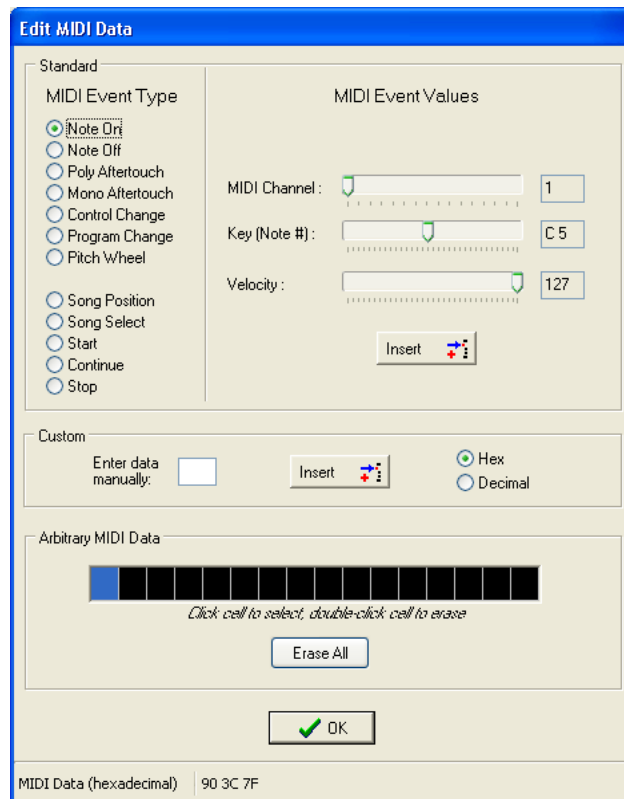 Edit MIDI Data
Standard
MIDI Event Type
Note On
Note Off
Poly Aftertouch
Mono Aftertouch
Control Change
Program Change
Pitch Wheel
Song Position
Song Select
Start
Continue
Stop
MIDI Event Values
MIDI Channel : 1
Key (Note #) : C 5
Velocity : 127
Insert
Custom
Enter data
manually:
Insert
Hex
Decimal
Arbitrary MIDI Data
Click cell to select, double-click cell to erase
Erase All
OK
MIDI Data (hexadecimal) 90 3C 7F